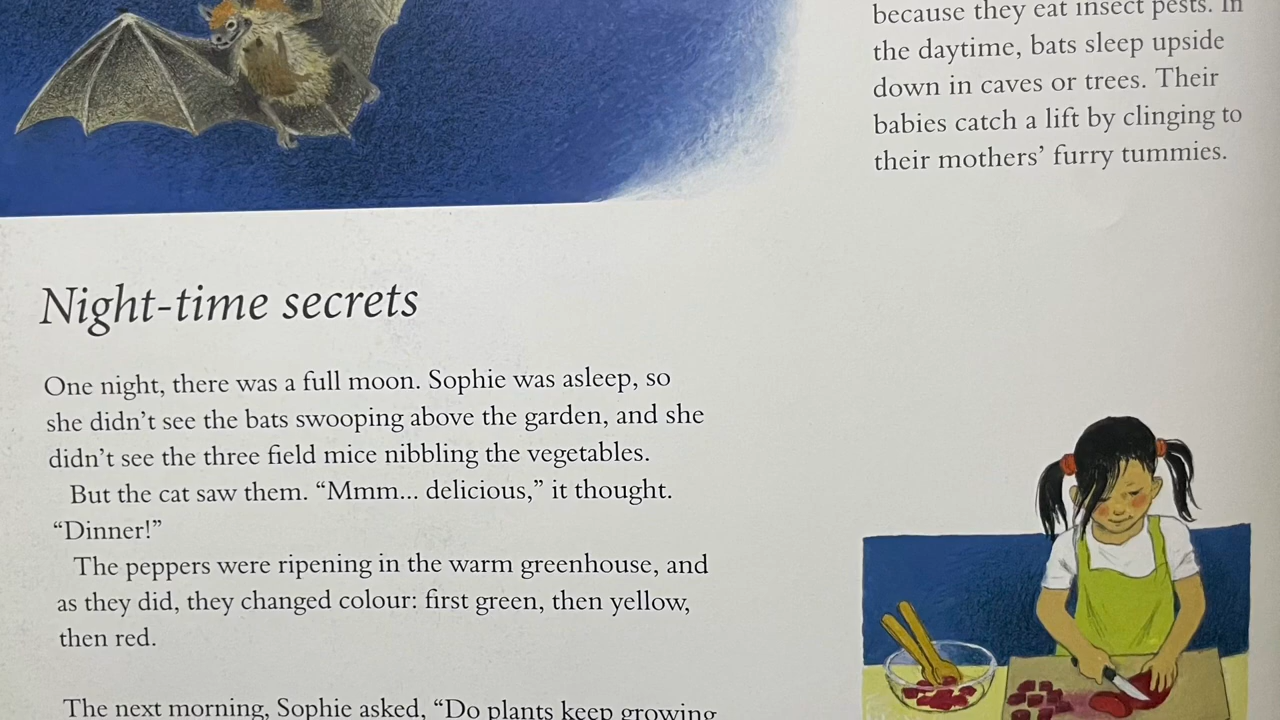 because they eat insect pests. In
the daytime, bats sleep upside
down in caves or trees. Their
babies catch a lift by clinging to
their mothers’ furry tummies.
Night-time secrets
One night, there was a full moon. Sophie was asleep, so
she didn’t see the bats swooping above the garden, and she
didn’t see the three field mice nibbling the vegetables.
But the cat saw them. “Mmm... delicious,” it thought.
“Dinner!”
The peppers were ripening in the warm greenhouse, and
as they did, they changed colour: first green, then yellow,
then red.
The next morning, Sophie asked, “Do plants keep growing